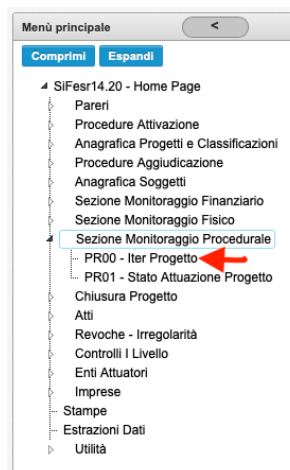 Menù principale <
Comprimi Espandi
SiFesr14.20 - Home Page
Pareri
Procedure Attivazione
Anagrafica Progetti e Classificazioni
Procedure Aggiudicazione
Anagrafica Soggetti
Sezione Monitoraggio Finanziario
Sezione Monitoraggio Fisico
Sezione Monitoraggio Procedurale
PR00 - Iter Progetto
PR01 - Stato Attuazione Progetto
Chiusura Progetto
Atti
Revoche - Irregolarità
Controlli I Livello
Enti Attuatori
Imprese
Stampe
Estrazioni Dati
Utilità